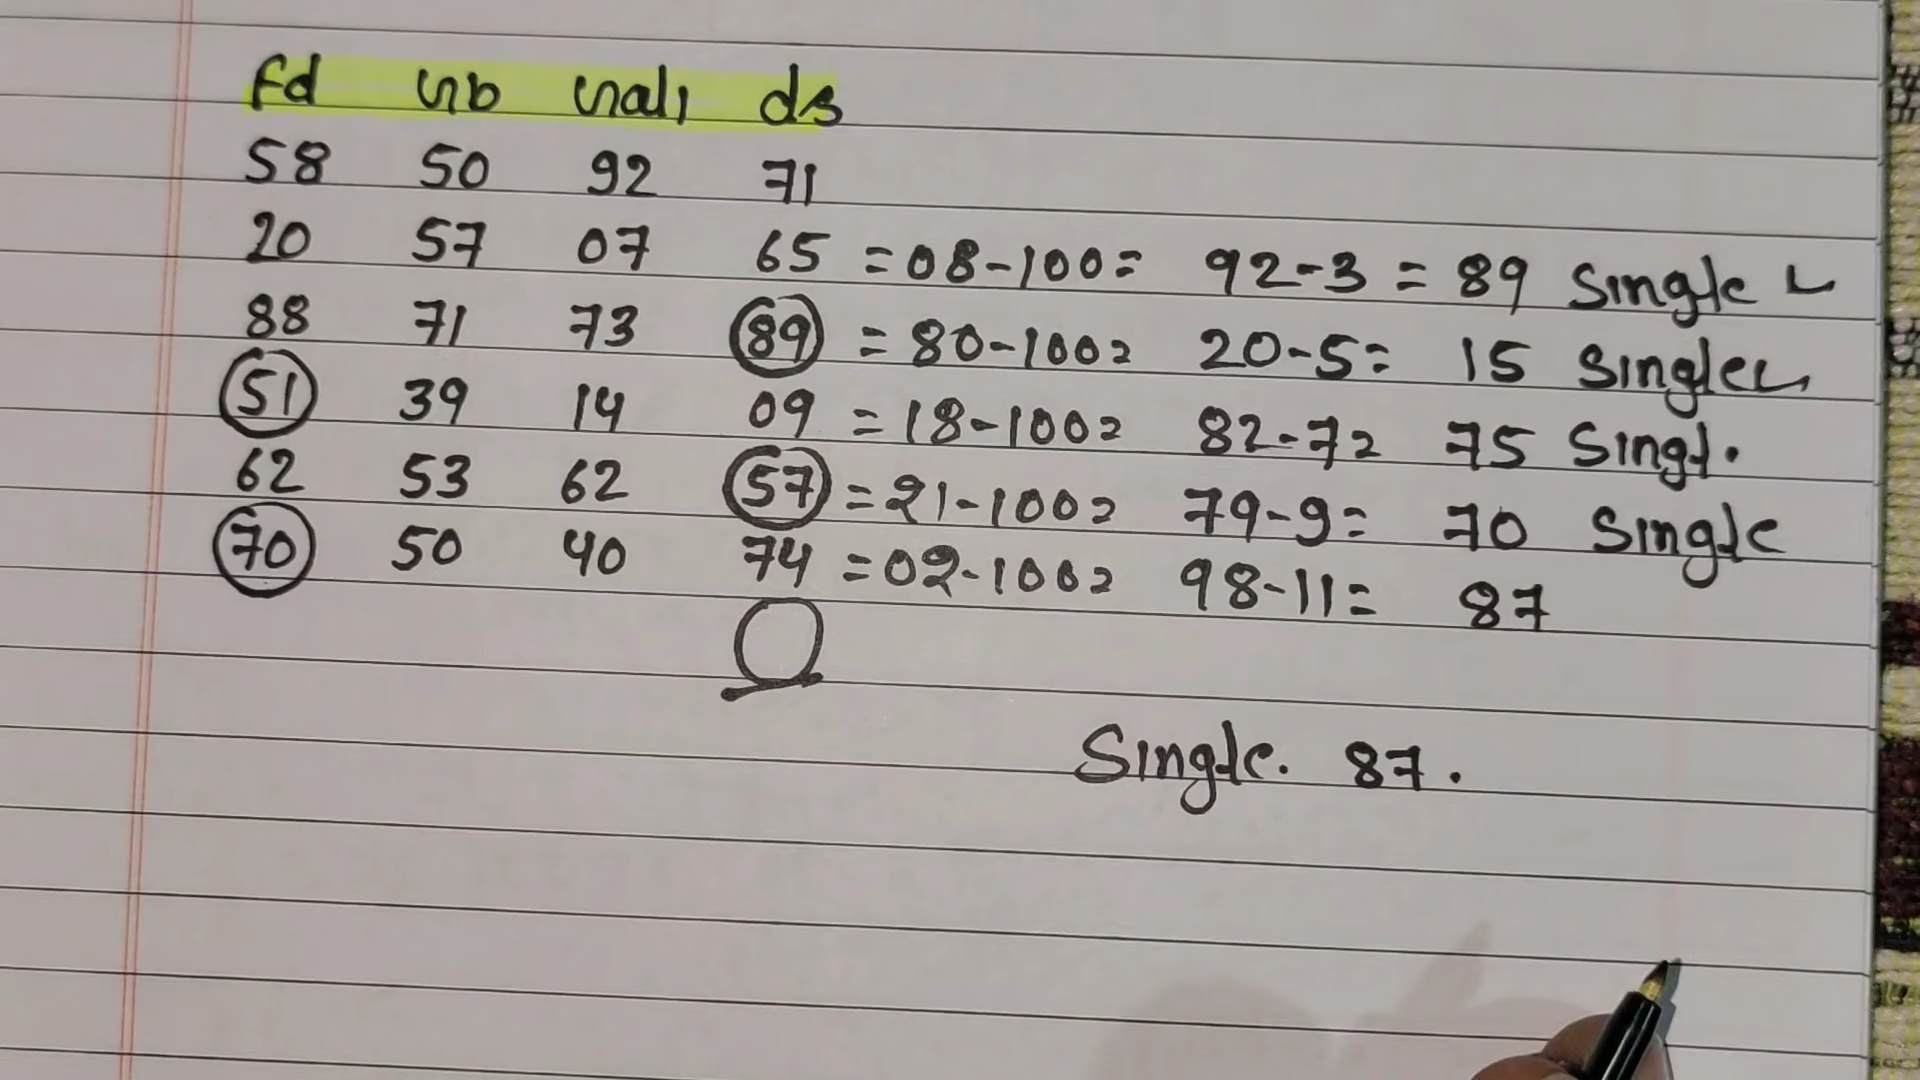 Fd Gb Gali ds
58 50 92 71
20 57 07 65 = 08-100= 92-3 = 89 Single
88 71 73 89 = 80-100= 20-5= 15 Single
51 39 14 09 = 18-100= 82-7= 75 Singl.
62 53 62 57 = 21-100= 79-9= 70 Single
70 50 40 74 = 02-100= 98-11= 87
Single. 87.